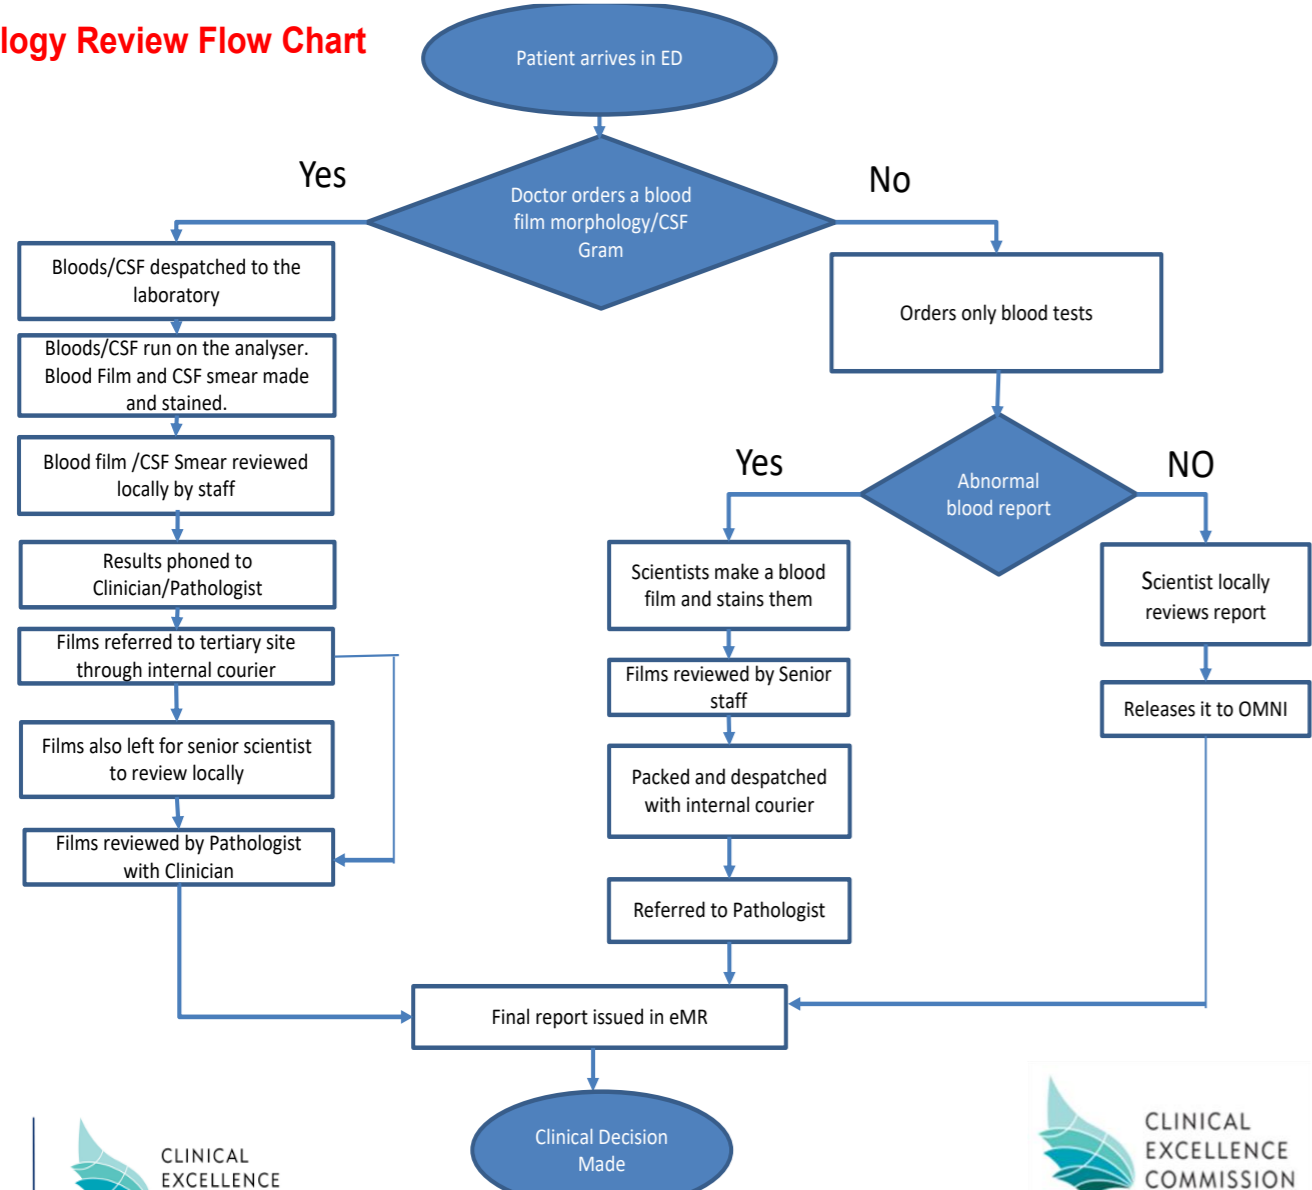 logy Review Flow Chart
Patient arrives in ED
Yes
No
Doctor orders a blood
film morphology/CSF
Gram
Bloods/CSF despatched to the
laboratory
Orders only blood tests
Bloods/CSF run on the analyser.
Blood Film and CSF smear made
and stained.
Blood film /CSF Smear reviewed
locally by staff
Yes
NO
Abnormal
blood report
Results phoned to
Clinician/Pathologist
Scientists make a blood
film and stains them
Scientist locally
reviews report
Films referred to tertiary site
through internal courier
Films reviewed by Senior
staff
Releases it to OMNI
Films also left for senior scientist
to review locally
Packed and despatched
with internal courier
Films reviewed by Pathologist
with Clinician
Referred to Pathologist
Final report issued in eMR
Clinical Decision
Made
CLINICAL
EXCELLENCE
CLINICAL
EXCELLENCE
COMMISSION